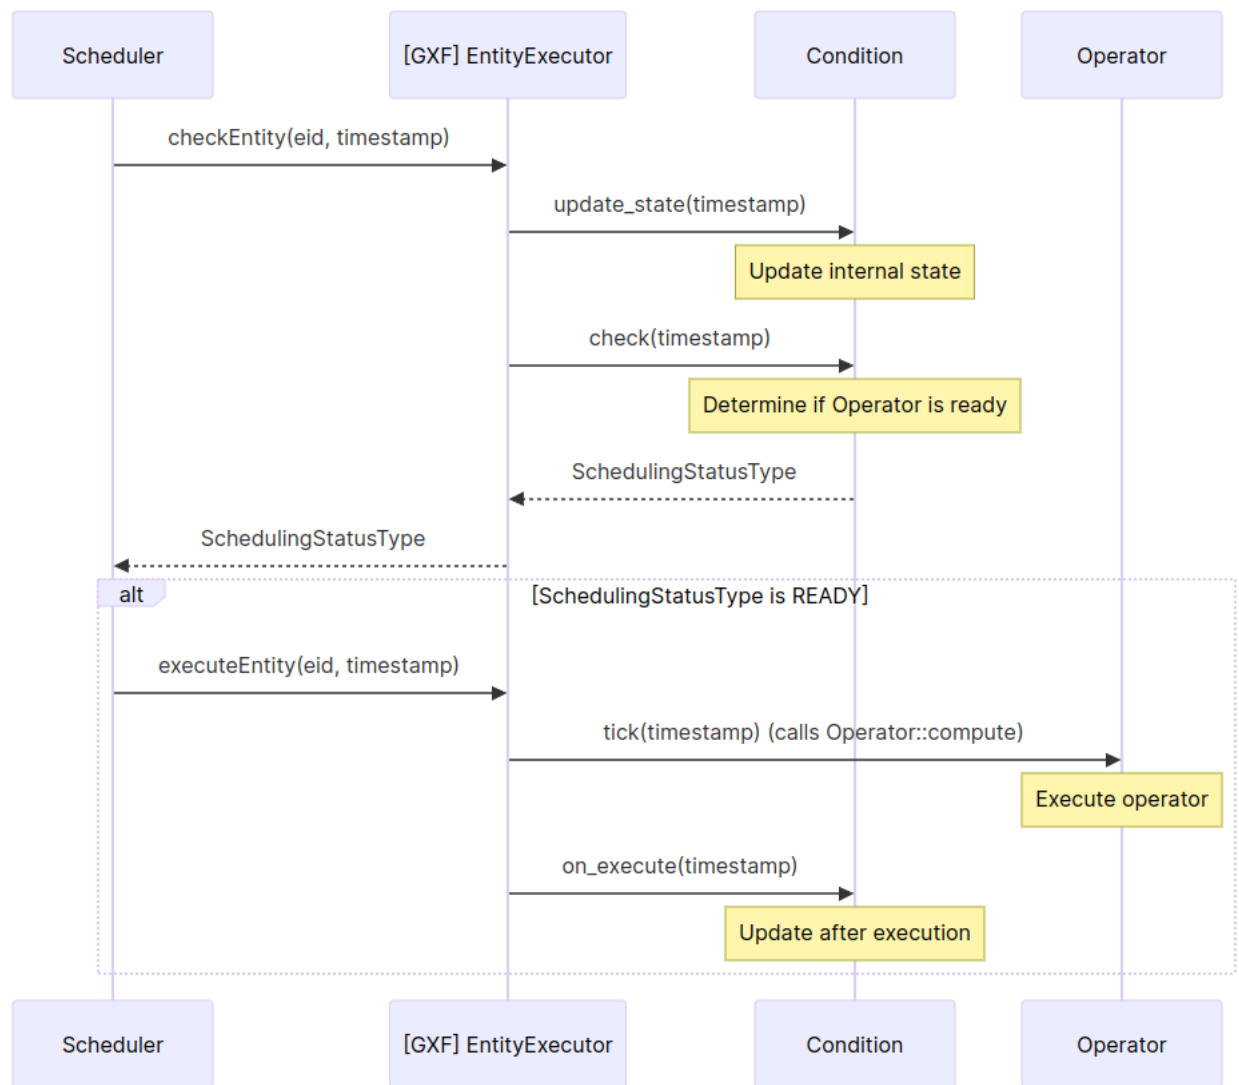 Scheduler
[GXF] EntityExecutor
Condition
Operator
checkEntity(eid, timestamp)
update_state(timestamp)
Update internal state
check(timestamp)
Determine if Operator is ready
SchedulingStatusType
SchedulingStatusType
alt
[SchedulingStatusType is READY]
executeEntity(eid, timestamp)
tick(timestamp) (calls Operator::compute)
Execute operator
on_execute(timestamp)
Update after execution
Scheduler
[GXF] EntityExecutor
Condition
Operator